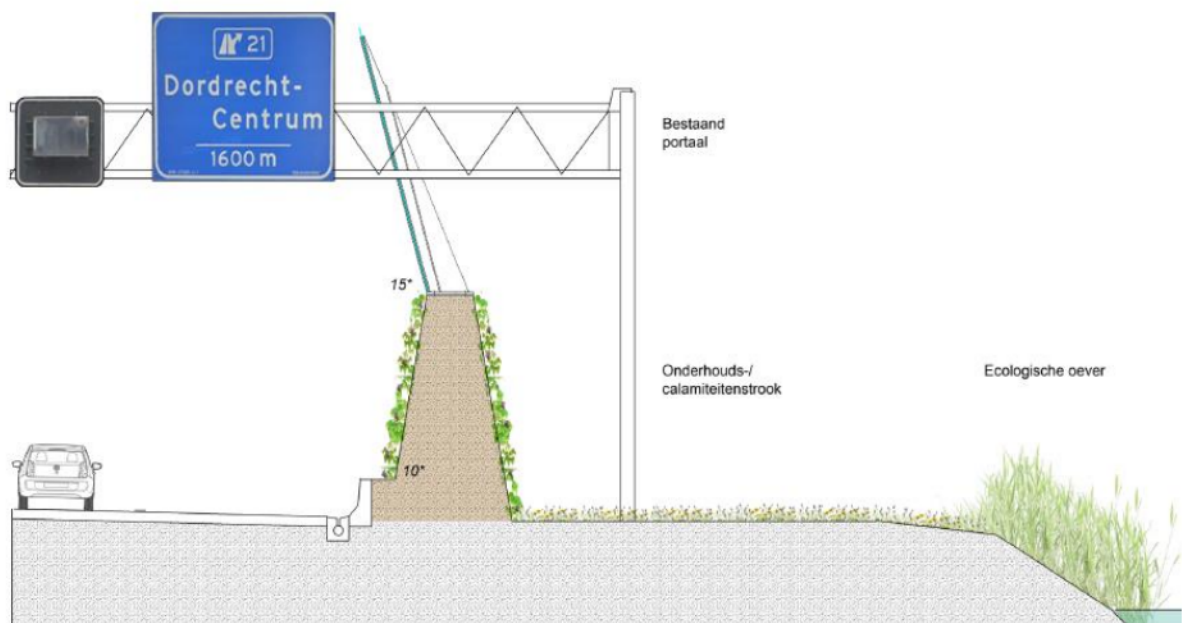 21
Dordrecht-
Centrum
1600 m
Bestaand
portaal
15°
Onderhouds-/
calamiteitenstrook
Ecologische oever
10°